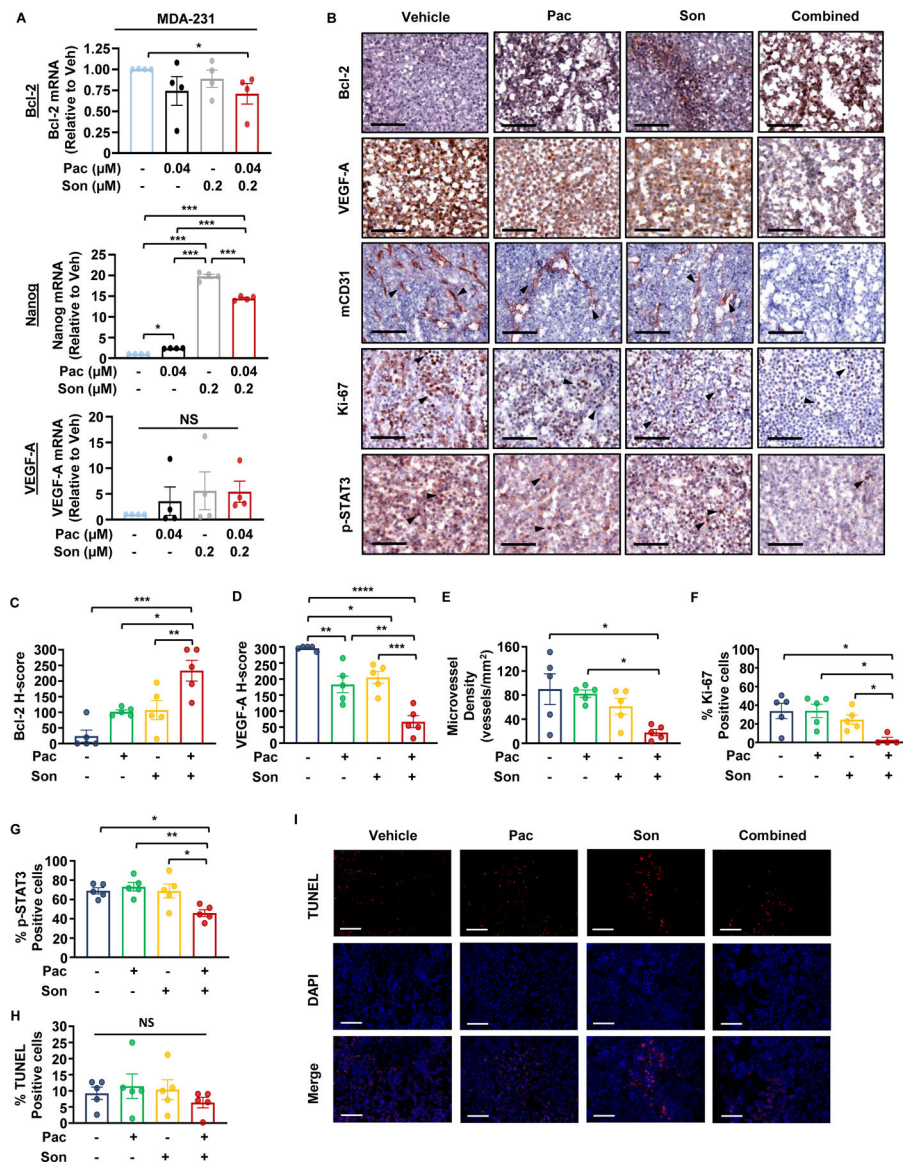 A
MDA-231
*
Bcl-2
Bcl-2 mRNA
(Relative to Veh)
1.25
1.00
0.75
0.50
0.25
0
Pac (μM) - 0.04 - 0.04
Son (μM) - - 0.2 0.2
***
***
***
*** ***
*
Nanog
Nanog mRNA
(Relative to Veh)
25
20
15
10
5
0
Pac (μM) - 0.04 - 0.04
Son (μM) - - 0.2 0.2
NS
VEGF-A
VEGF-A mRNA
(Relative to Veh)
20
15
10
5
0
Pac (μM) - 0.04 - 0.04
Son (μM) - - 0.2 0.2
B
Vehicle Pac Son Combined
Bcl-2
VEGF-A
mCD31
Ki-67
p-STAT3
C
***
*
**
Bcl-2 H-score
300
250
200
150
100
50
0
Pac - + - +
Son - - + +
D
****
*
** **
***
VEGF-A H-score
300
250
200
150
100
50
0
Pac - + - +
Son - - + +
E
*
*
Microvessel
Density
(vessels/mm²)
200
160
120
80
40
0
Pac - + - +
Son - - + +
F
*
*
*
% Ki-67
Positive cells
100
80
60
40
20
0
Pac - + - +
Son - - + +
G
*
**
*
% p-STAT3
Positive cells
100
80
60
40
20
0
Pac - + - +
Son - - + +
H
NS
% TUNEL
Positive cells
30
25
20
15
10
5
0
Pac - + - +
Son - - + +
I
Vehicle Pac Son Combined
TUNEL
DAPI
Merge